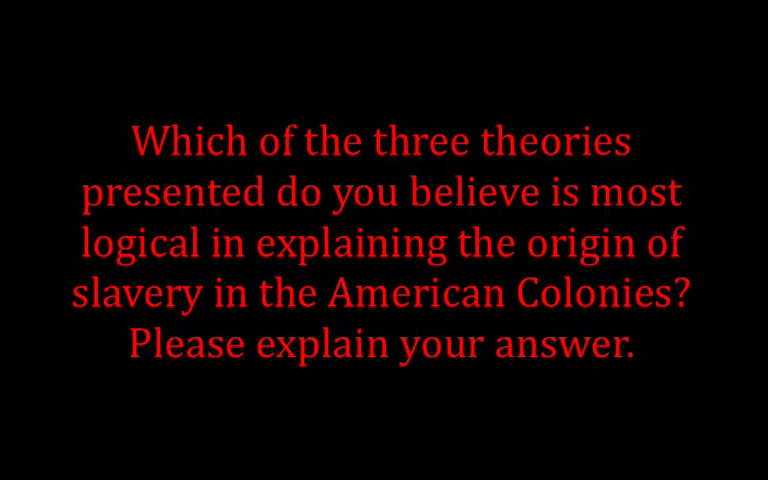 Which of the three theories
presented do you believe is most
logical in explaining the origin of
slavery in the American Colonies?
Please explain your answer.